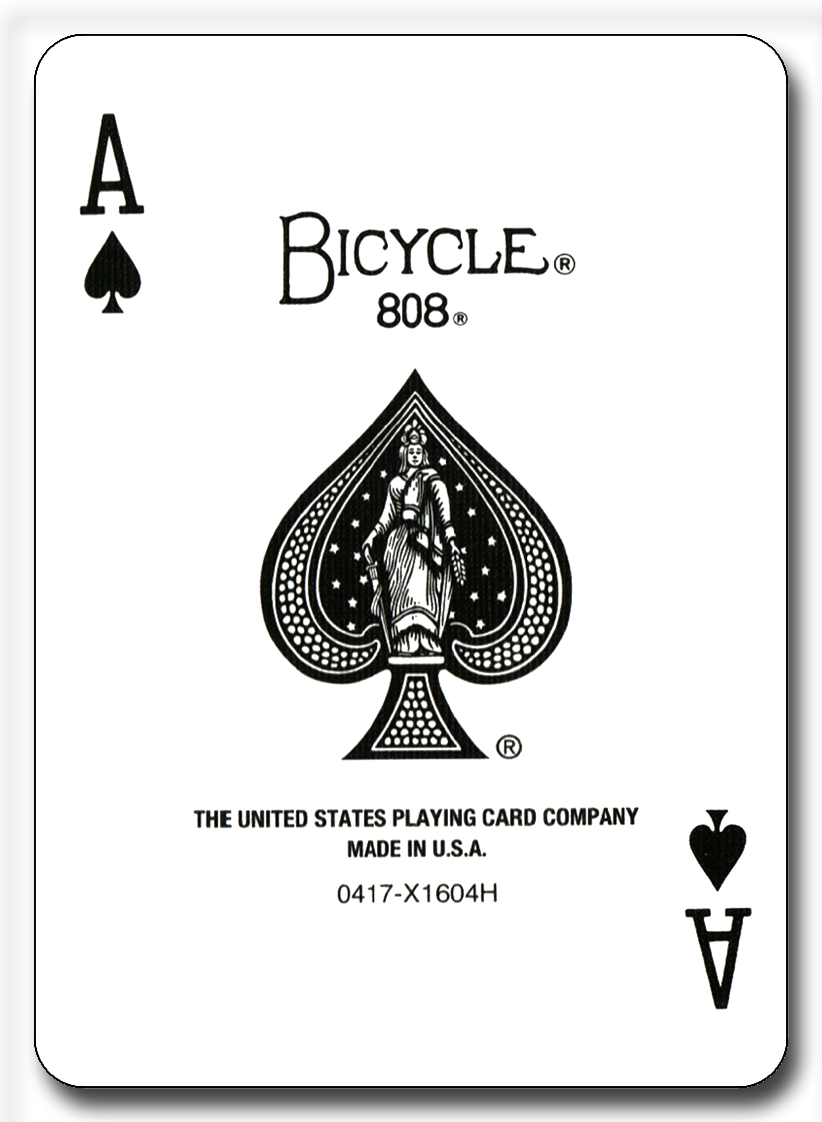 A
BICYCLE®
808®
®
THE UNITED STATES PLAYING CARD COMPANY
MADE IN U.S.A.
0417-X1604H
A